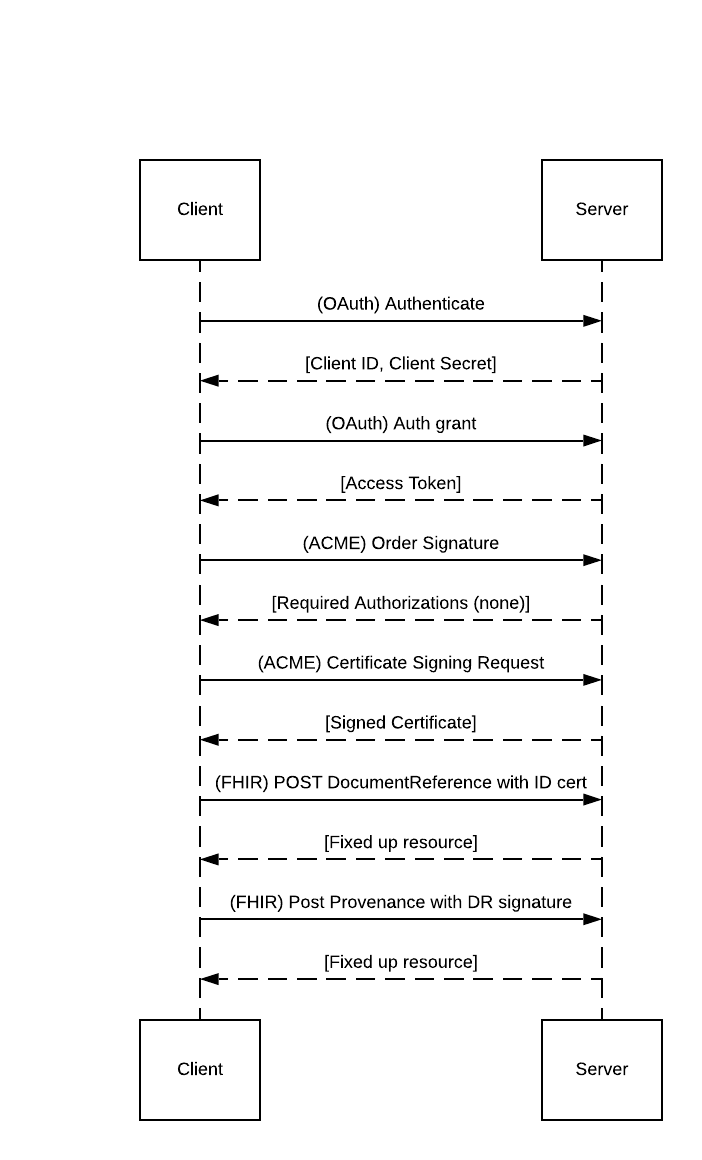 Client
Server
(OAuth) Authenticate
[Client ID, Client Secret]
(OAuth) Auth grant
[Access Token]
(ACME) Order Signature
[Required Authorizations (none)]
(ACME) Certificate Signing Request
[Signed Certificate]
(FHIR) POST DocumentReference with ID cert
[Fixed up resource]
(FHIR) Post Provenance with DR signature
[Fixed up resource]
Client
Server